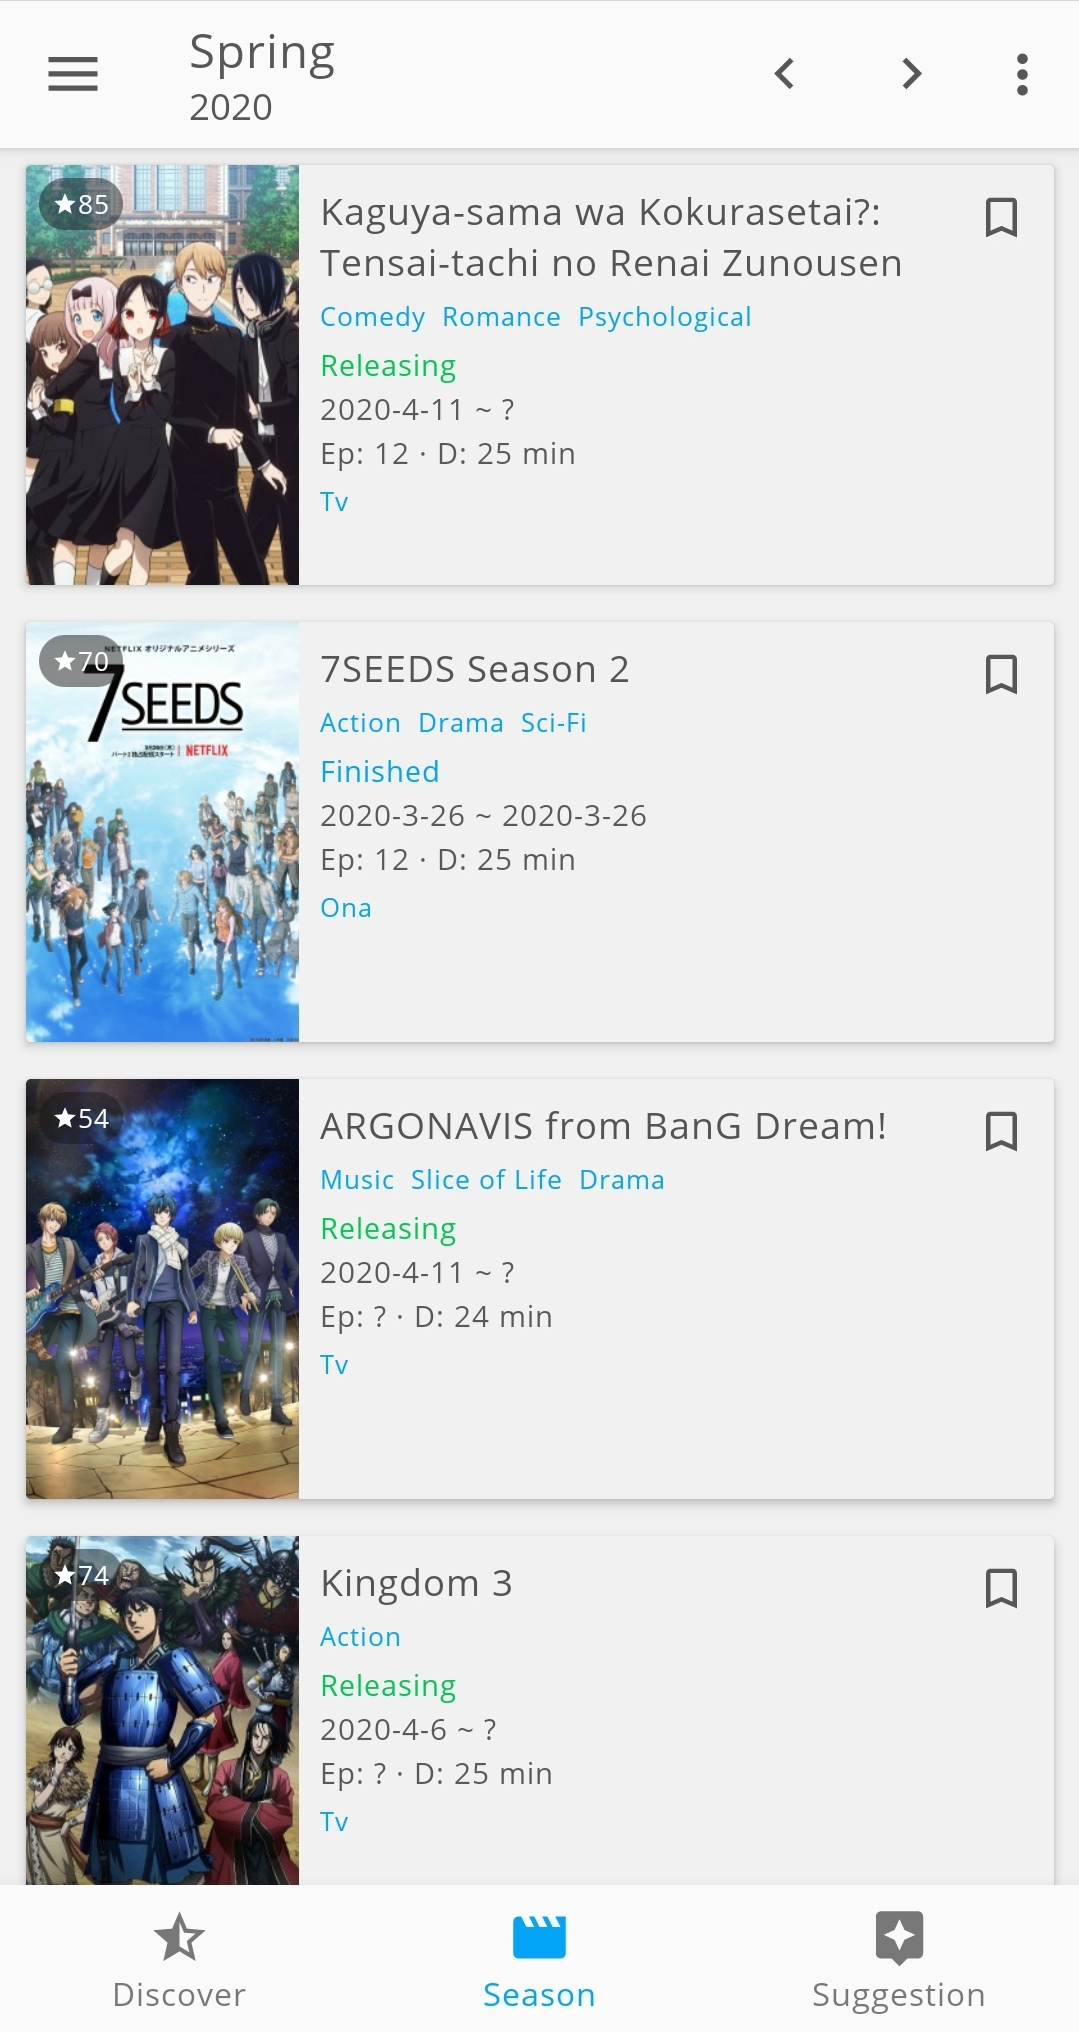 Spring
2020
★85
Kaguya-sama wa Kokurasetai?:
Tensai-tachi no Renai Zunousen
Comedy Romance Psychological
Releasing
2020-4-11 ~ ?
Ep: 12 · D: 25 min
Tv
★70
NETFLIX オリジナルアニメシリーズ
7SEEDS
NETFLIX
7SEEDS Season 2
Action Drama Sci-Fi
Finished
2020-3-26 ~ 2020-3-26
Ep: 12 · D: 25 min
Ona
★54
ARGONAVIS from BanG Dream!
Music Slice of Life Drama
Releasing
2020-4-11 ~ ?
Ep: ? · D: 24 min
Tv
★74
Kingdom 3
Action
Releasing
2020-4-6 ~ ?
Ep: ? · D: 25 min
Tv
Discover
Season
Suggestion